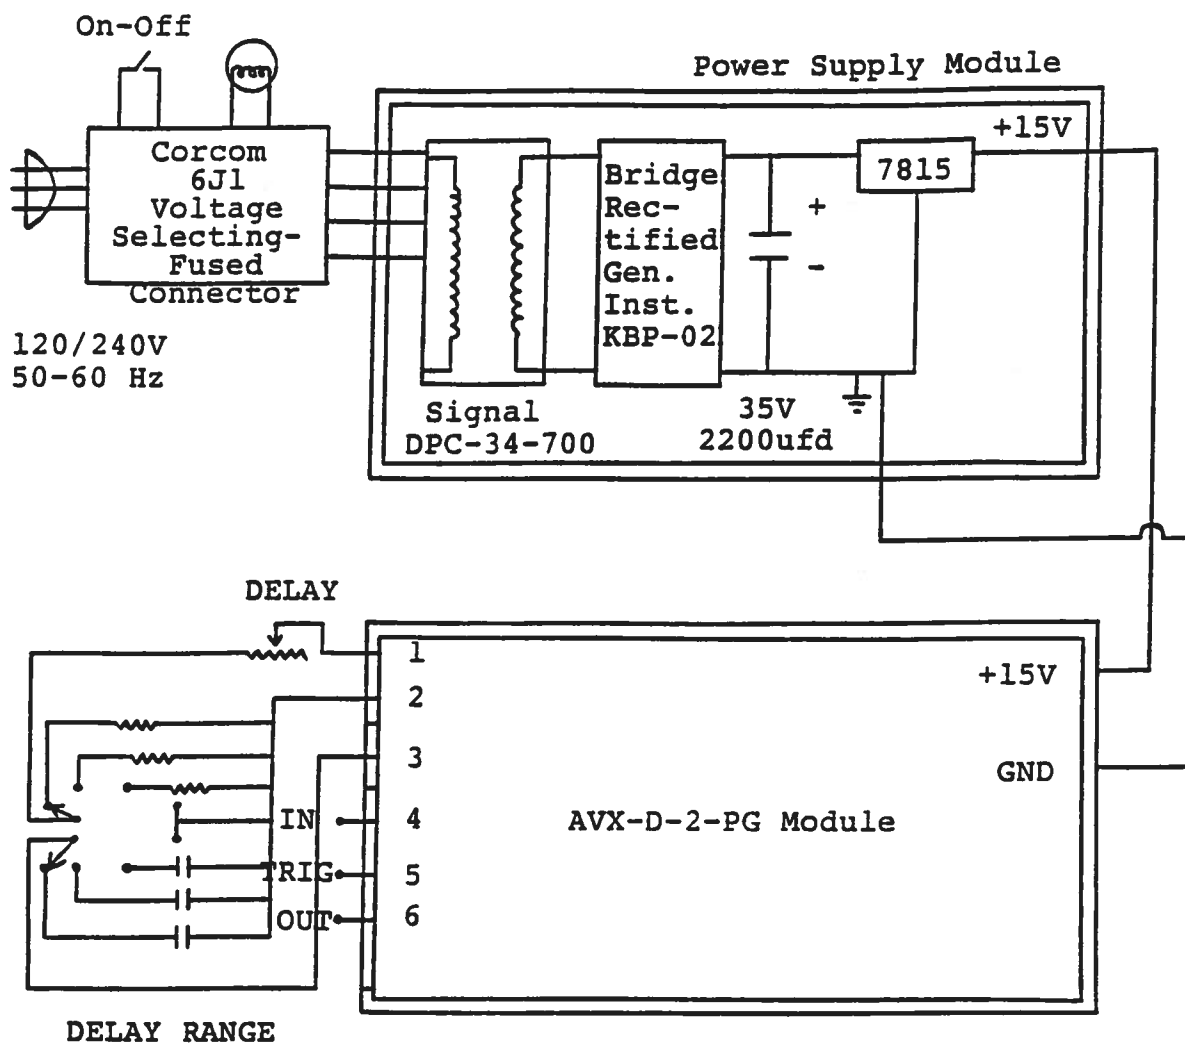 On-Off
Power Supply Module
+15V
Corcom
6J1
Voltage
Selecting-
Fused
Connector
Bridge
Rec-
tified
Gen.
Inst.
KBP-02
7815
+
-
120/240V
50-60 Hz
Signal
DPC-34-700
35V
2200ufd
DELAY
1
2
3
4
5
6
+15V
GND
IN
TRIG
OUT
AVX-D-2-PG Module
DELAY RANGE